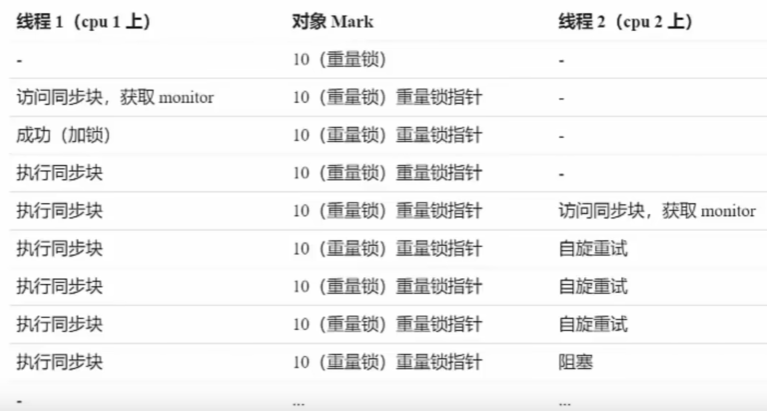 线程 1（cpu 1 上） 对象 Mark 线程 2（cpu 2 上）
- 10（重量锁） -
访问同步块，获取 monitor 10（重量锁）重量锁指针 -
成功（加锁） 10（重量锁）重量锁指针 -
执行同步块 10（重量锁）重量锁指针 -
执行同步块 10（重量锁）重量锁指针 访问同步块，获取 monitor
执行同步块 10（重量锁）重量锁指针 自旋重试
执行同步块 10（重量锁）重量锁指针 自旋重试
执行同步块 10（重量锁）重量锁指针 自旋重试
执行同步块 10（重量锁）重量锁指针 阻塞
- ... ...